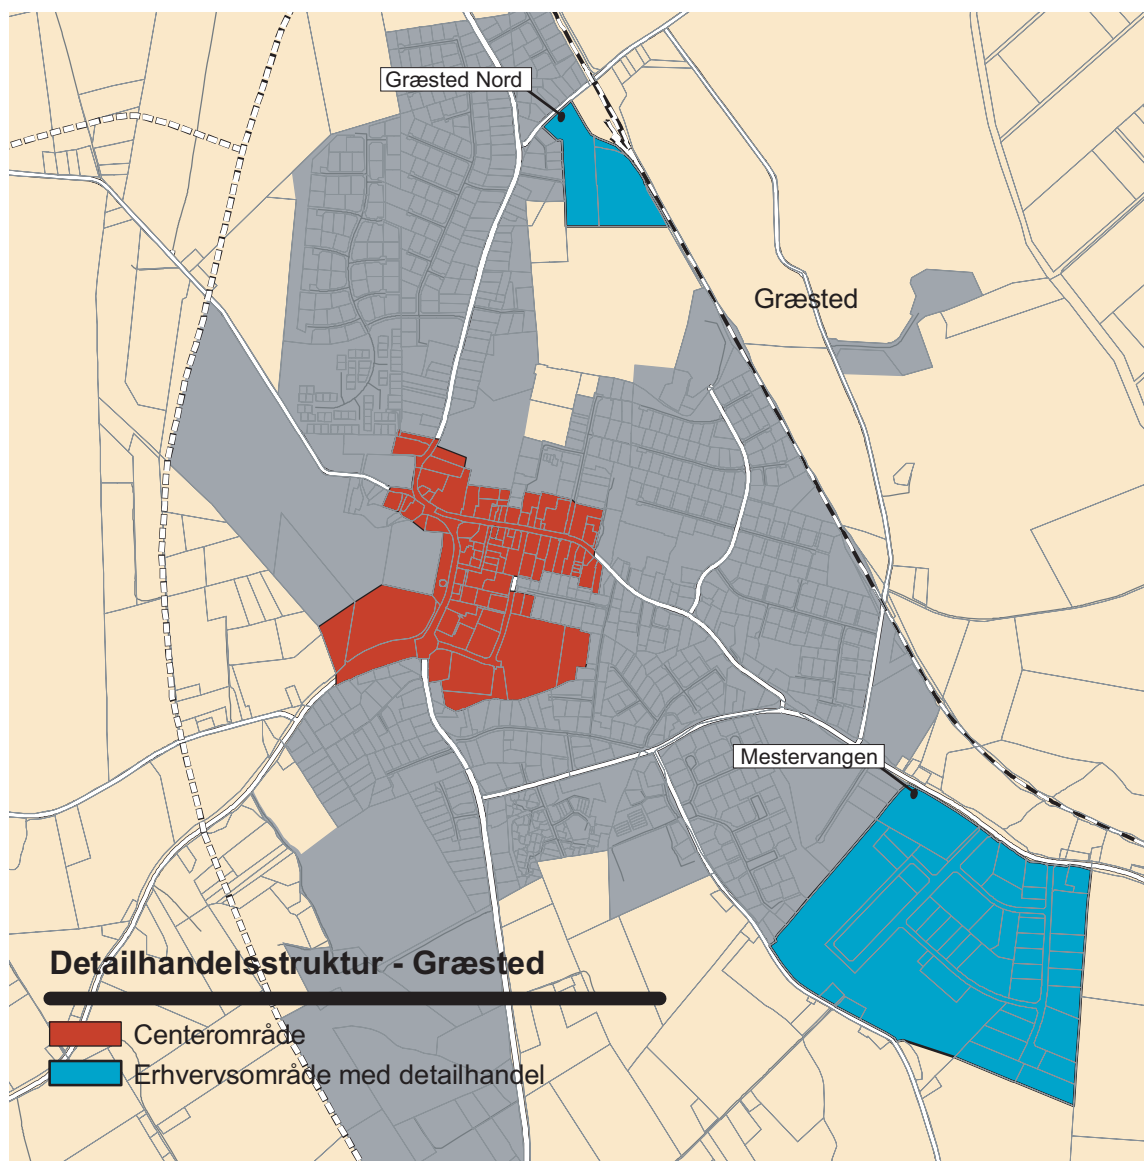 Græsted Nord
Græsted
Mestervangen
Detailhandelsstruktur - Græsted
Centerområde
Erhvervsområde med detailhandel